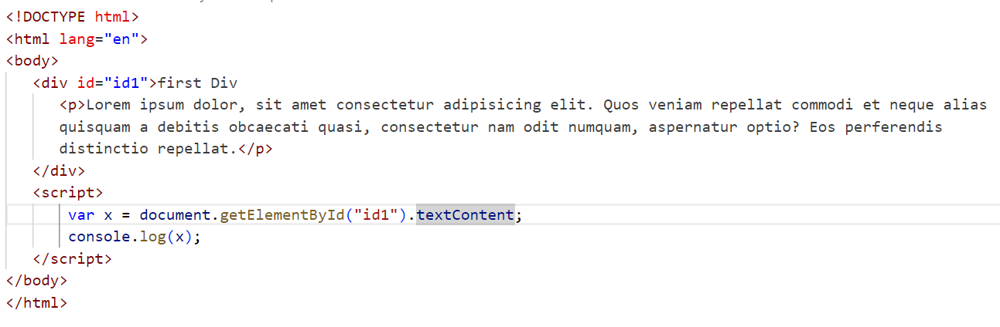 <!DOCTYPE html>
<html lang="en">
<body>
<div id="id1">first Div
<p>Lorem ipsum dolor, sit amet consectetur adipisicing elit. Quos veniam repellat commodi et neque alias
quisquam a debitis obcaecati quasi, consectetur nam odit numquam, aspernatur optio? Eos perferendis
distinctio repellat.</p>
</div>
<script>
var x = document.getElementById("id1").textContent;
console.log(x);
</script>
</body>
</html>